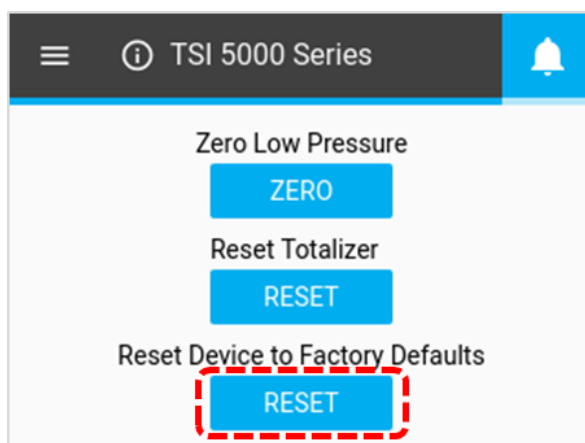 TSI 5000 Series
Zero Low Pressure
ZERO
Reset Totalizer
RESET
Reset Device to Factory Defaults
RESET